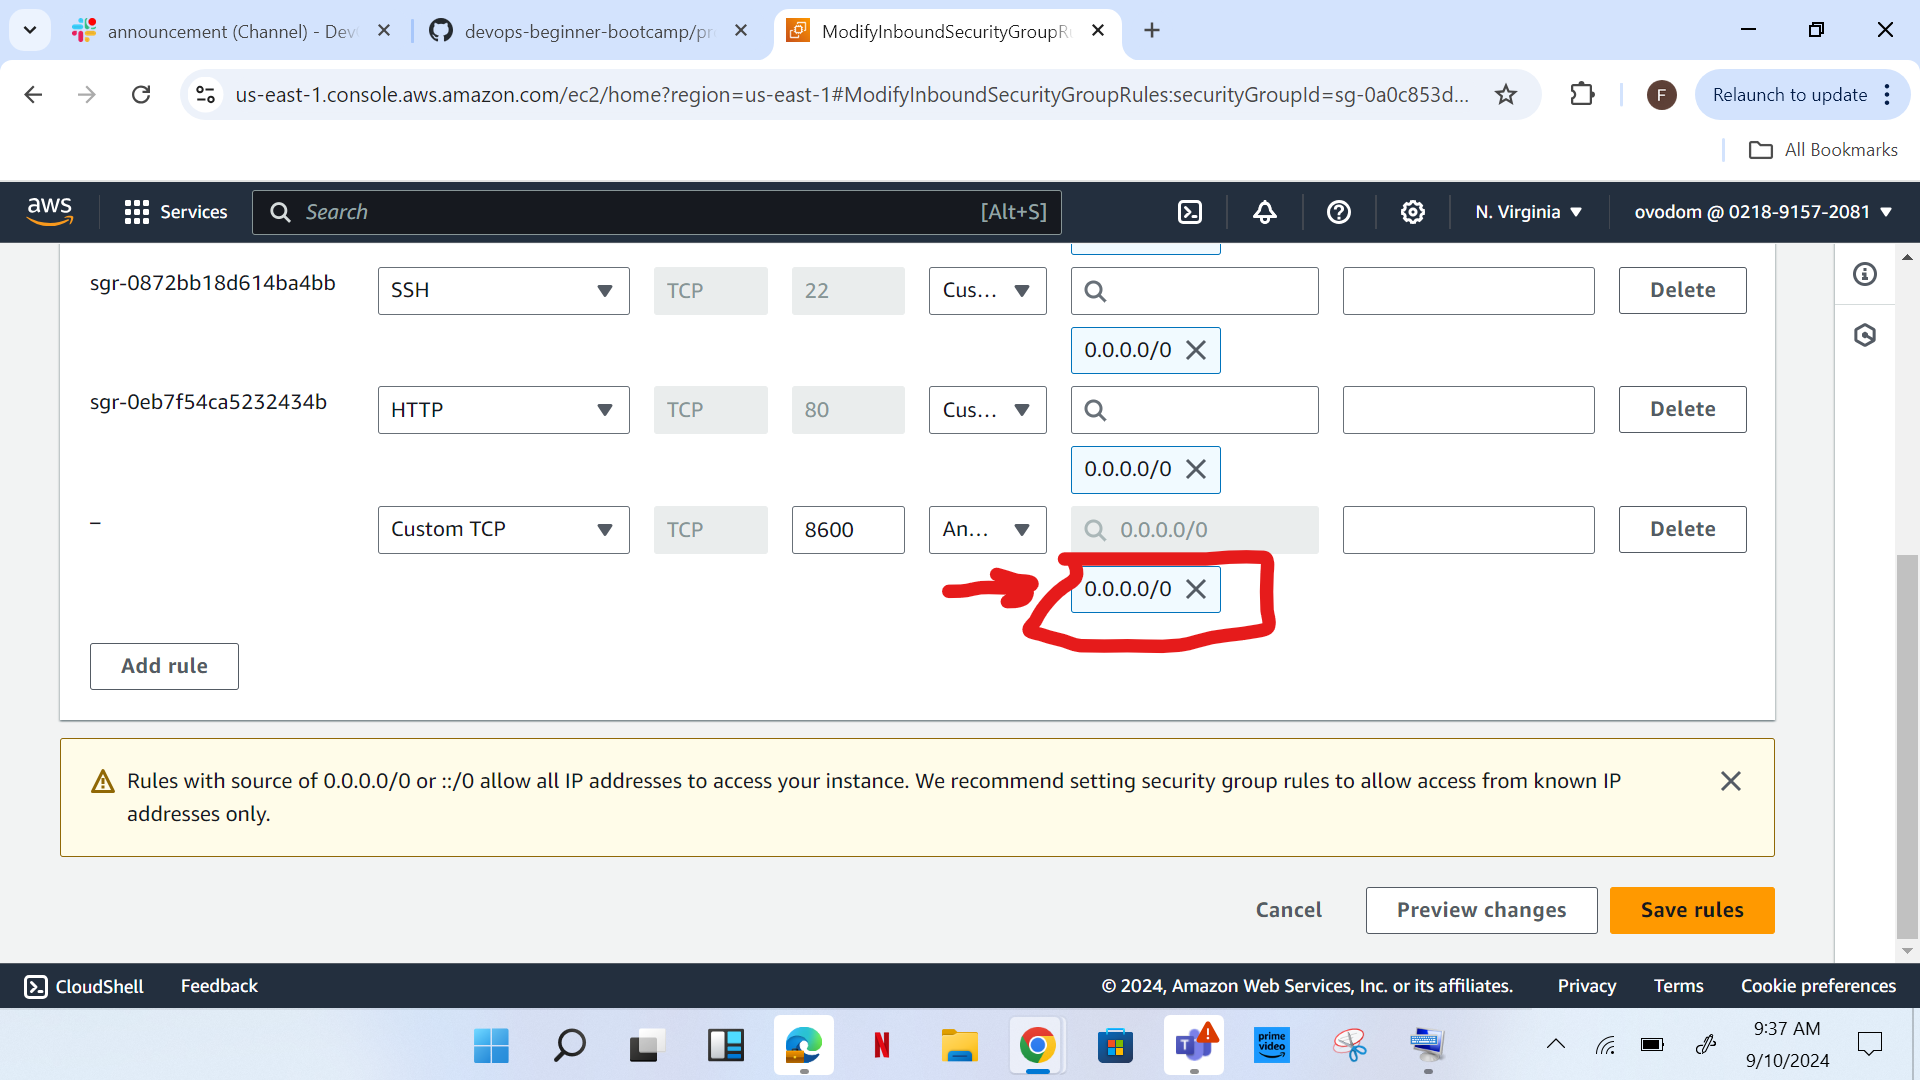 announcement (Channel) - Dev
devops-beginner-bootcamp/pr
ModifyInboundSecurityGroupR
us-east-1.console.aws.amazon.com/ec2/home?region=us-east-1#ModifyInboundSecurityGroupRules:securityGroupId=sg-0a0c853d...
F
Relaunch to update
All Bookmarks
aws
Services
Search
[Alt+S]
N. Virginia
ovodom @ 0218-9157-2081
sgr-0872bb18d614ba4bb
SSH
TCP
22
Cus...
Delete
0.0.0.0/0
sgr-0eb7f54ca5232434b
HTTP
TCP
80
Cus...
Delete
0.0.0.0/0
–
Custom TCP
TCP
8600
An...
0.0.0.0/0
Delete
0.0.0.0/0
Add rule
Rules with source of 0.0.0.0/0 or ::/0 allow all IP addresses to access your instance. We recommend setting security group rules to allow access from known IP
addresses only.
Cancel
Preview changes
Save rules
CloudShell
Feedback
© 2024, Amazon Web Services, Inc. or its affiliates.
Privacy
Terms
Cookie preferences
N
T
prime video
9:37 AM
9/10/2024